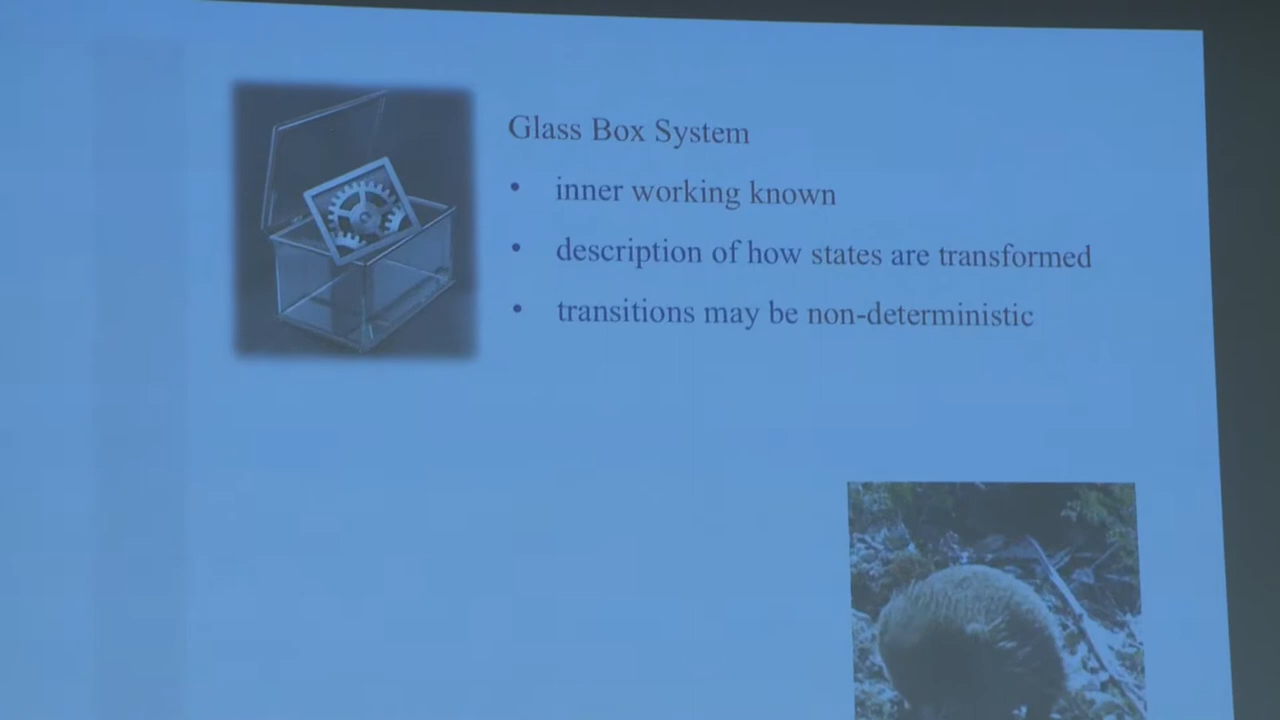 Glass Box System
• inner working known
• description of how states are transformed
• transitions may be non-deterministic